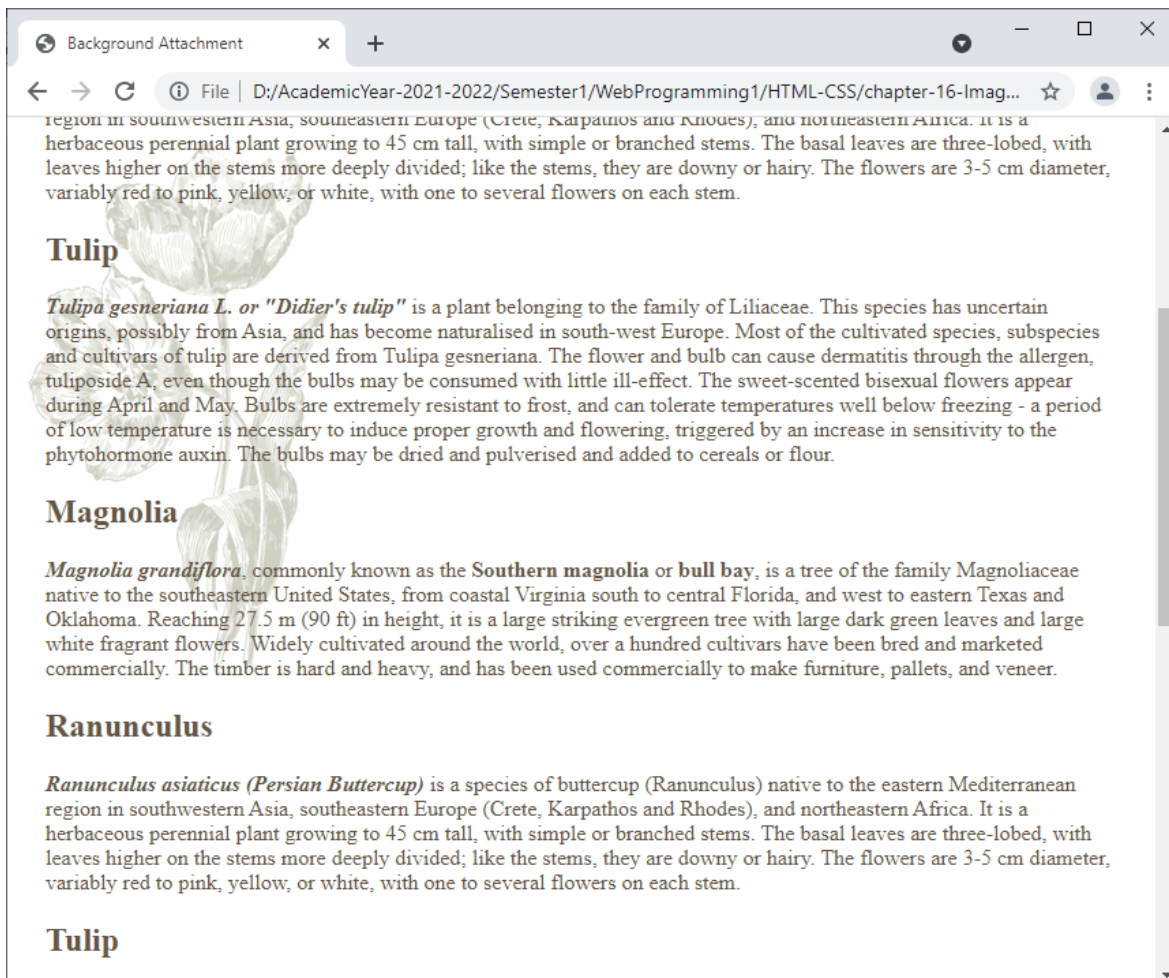 Background Attachment
File D:/AcademicYear-2021-2022/Semester1/WebProgramming1/HTML-CSS/chapter-16-Imag...
region in southwestern Asia, southeastern Europe (Crete, Karpathos and Rhodes), and northeastern Africa. It is a
herbaceous perennial plant growing to 45 cm tall, with simple or branched stems. The basal leaves are three-lobed, with
leaves higher on the stems more deeply divided; like the stems, they are downy or hairy. The flowers are 3-5 cm diameter,
variably red to pink, yellow, or white, with one to several flowers on each stem.
Tulip
Tulipa gesneriana L. or "Didier's tulip" is a plant belonging to the family of Liliaceae. This species has uncertain
origins, possibly from Asia, and has become naturalised in south-west Europe. Most of the cultivated species, subspecies
and cultivars of tulip are derived from Tulipa gesneriana. The flower and bulb can cause dermatitis through the allergen,
tuliposide A, even though the bulbs may be consumed with little ill-effect. The sweet-scented bisexual flowers appear
during April and May. Bulbs are extremely resistant to frost, and can tolerate temperatures well below freezing - a period
of low temperature is necessary to induce proper growth and flowering, triggered by an increase in sensitivity to the
phytohormone auxin. The bulbs may be dried and pulverised and added to cereals or flour.
Magnolia
Magnolia grandiflora, commonly known as the Southern magnolia or bull bay, is a tree of the family Magnoliaceae
native to the southeastern United States, from coastal Virginia south to central Florida, and west to eastern Texas and
Oklahoma. Reaching 27.5 m (90 ft) in height, it is a large striking evergreen tree with large dark green leaves and large
white fragrant flowers. Widely cultivated around the world, over a hundred cultivars have been bred and marketed
commercially. The timber is hard and heavy, and has been used commercially to make furniture, pallets, and veneer.
Ranunculus
Ranunculus asiaticus (Persian Buttercup) is a species of buttercup (Ranunculus) native to the eastern Mediterranean
region in southwestern Asia, southeastern Europe (Crete, Karpathos and Rhodes), and northeastern Africa. It is a
herbaceous perennial plant growing to 45 cm tall, with simple or branched stems. The basal leaves are three-lobed, with
leaves higher on the stems more deeply divided; like the stems, they are downy or hairy. The flowers are 3-5 cm diameter,
variably red to pink, yellow, or white, with one to several flowers on each stem.
Tulip